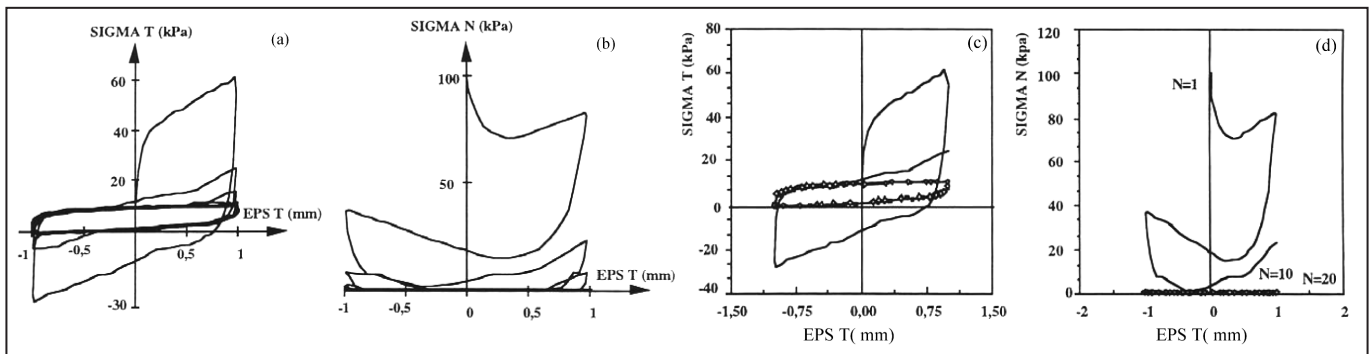 SIGMA T (kPa)
(a)
60
40
20
EPS T (mm)
-1
-0,5
0,5
1
-30
SIGMA N (kPa)
(b)
100
50
EPS T (mm)
-1
-0,5
0
0,5
1
(c)
SIGMA T (kPa)
80
60
40
20
0
-20
-40
-1,50
-0,75
0,00
0,75
1,50
EPS T( mm)
(d)
SIGMA N (kpa)
120
100
80
60
40
20
0
N=1
N=10
N=20
-2
-1
0
1
2
EPS T( mm)